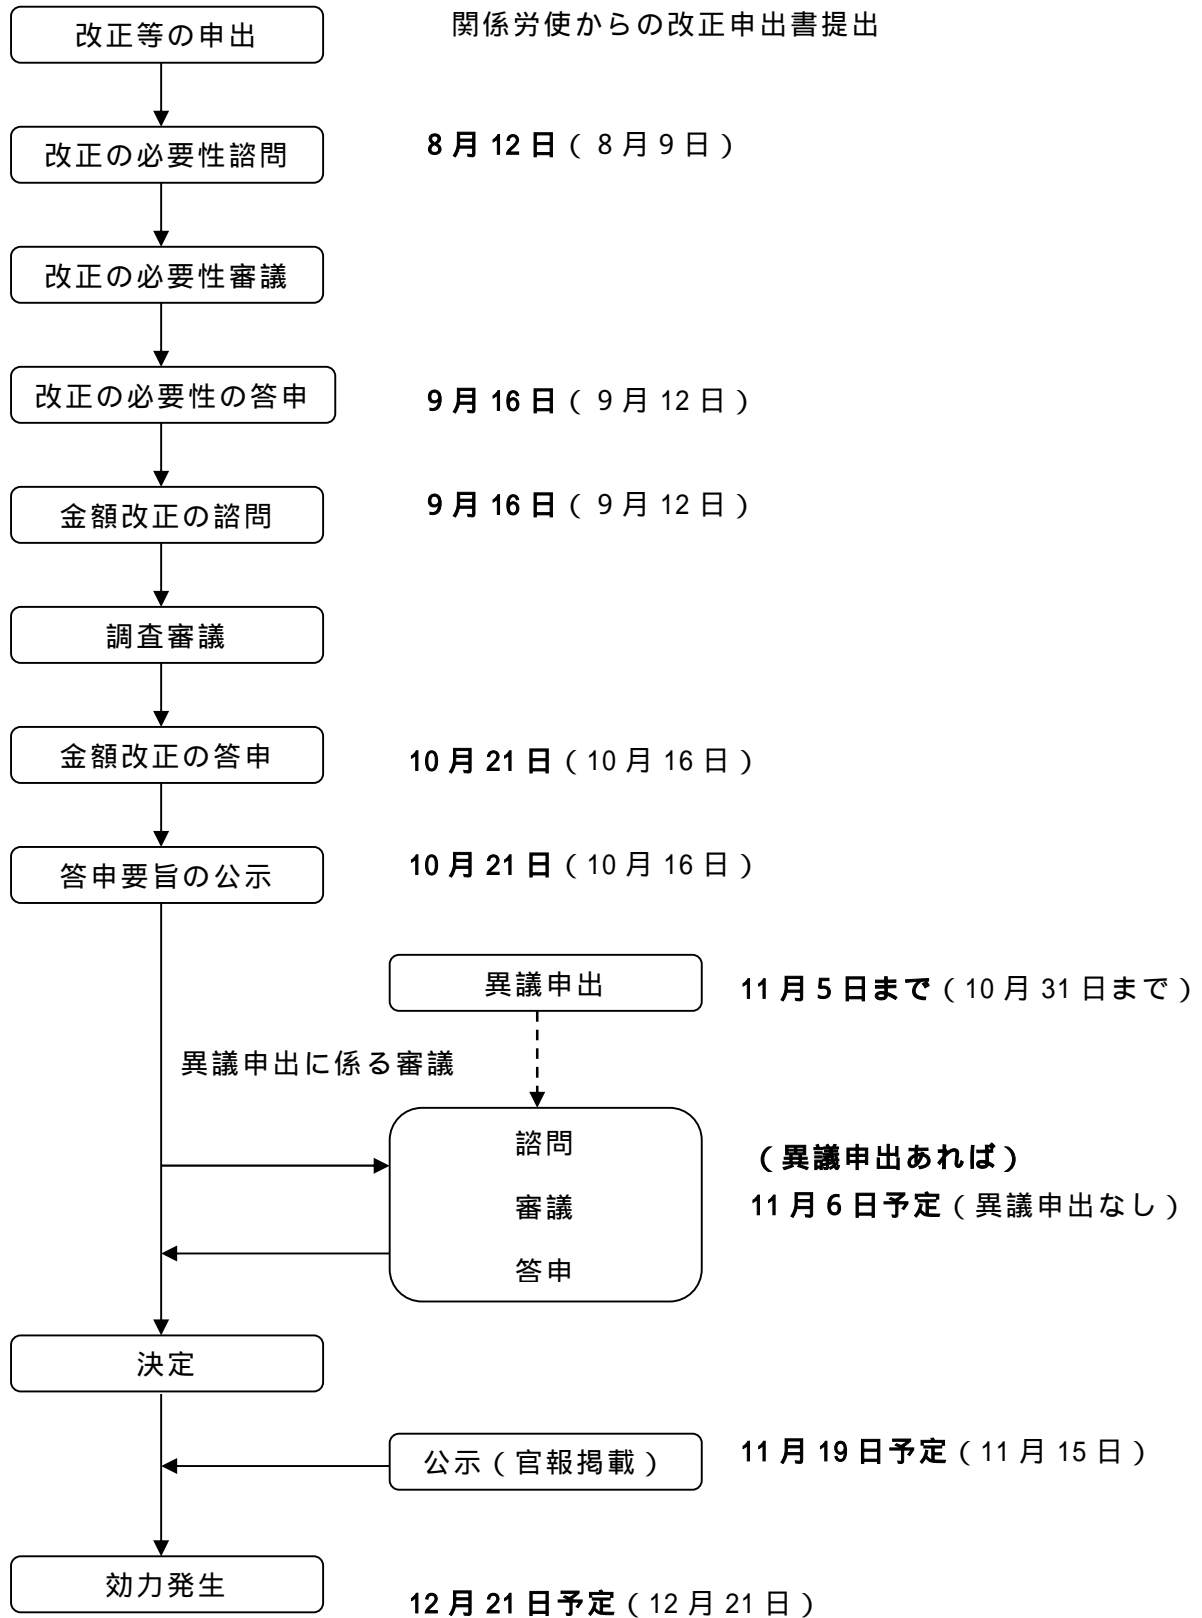 改正等の申出
関係労使からの改正申出書提出
改正の必要性諮問
8月12日（8月9日）
改正の必要性審議
改正の必要性の答申
9月16日（9月12日）
金額改正の諮問
9月16日（9月12日）
調査審議
金額改正の答申
10月21日（10月16日）
答申要旨の公示
10月21日（10月16日）
異議申出
11月5日まで（10月31日まで）
異議申出に係る審議
諮問
（異議申出あれば）
審議
11月6日予定（異議申出なし）
答申
決定
公示（官報掲載）
11月19日予定（11月15日）
効力発生
12月21日予定（12月21日）